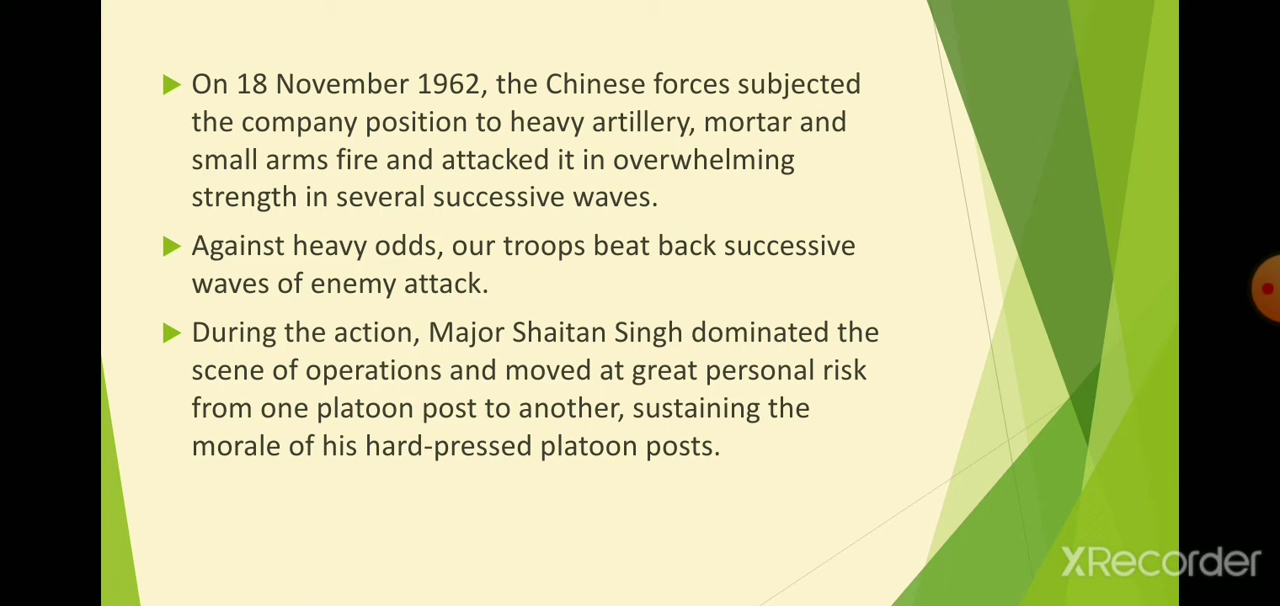 On 18 November 1962, the Chinese forces subjected
the company position to heavy artillery, mortar and
small arms fire and attacked it in overwhelming
strength in several successive waves.
Against heavy odds, our troops beat back successive
waves of enemy attack.
During the action, Major Shaitan Singh dominated the
scene of operations and moved at great personal risk
from one platoon post to another, sustaining the
morale of his hard-pressed platoon posts.
XRecorder